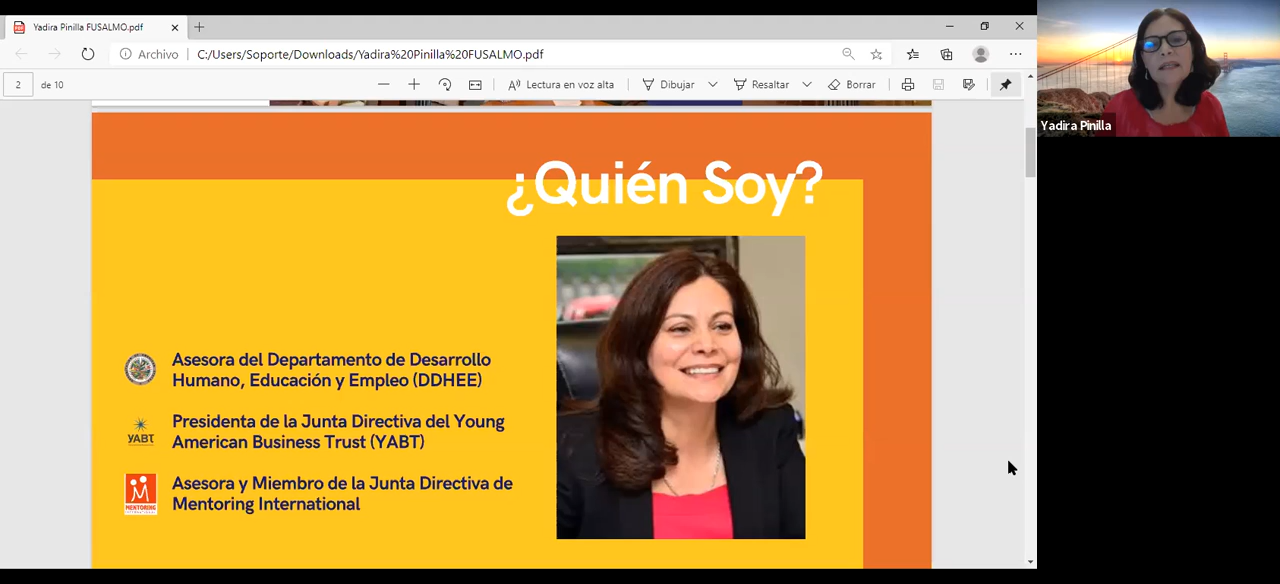 Yadira Pinilla FUSALMO.pdf
Archivo
C:/Users/Soporte/Downloads/Yadira%20Pinilla%20FUSALMO.pdf
2
de 10
Lectura en voz alta
Dibujar
Resaltar
Borrar
Yadira Pinilla
¿Quién Soy?
Asesora del Departamento de Desarrollo
Humano, Educación y Empleo (DDHEE)
YABT
Presidenta de la Junta Directiva del Young
American Business Trust (YABT)
MENTORING
INTERNATIONAL
Asesora y Miembro de la Junta Directiva de
Mentoring International